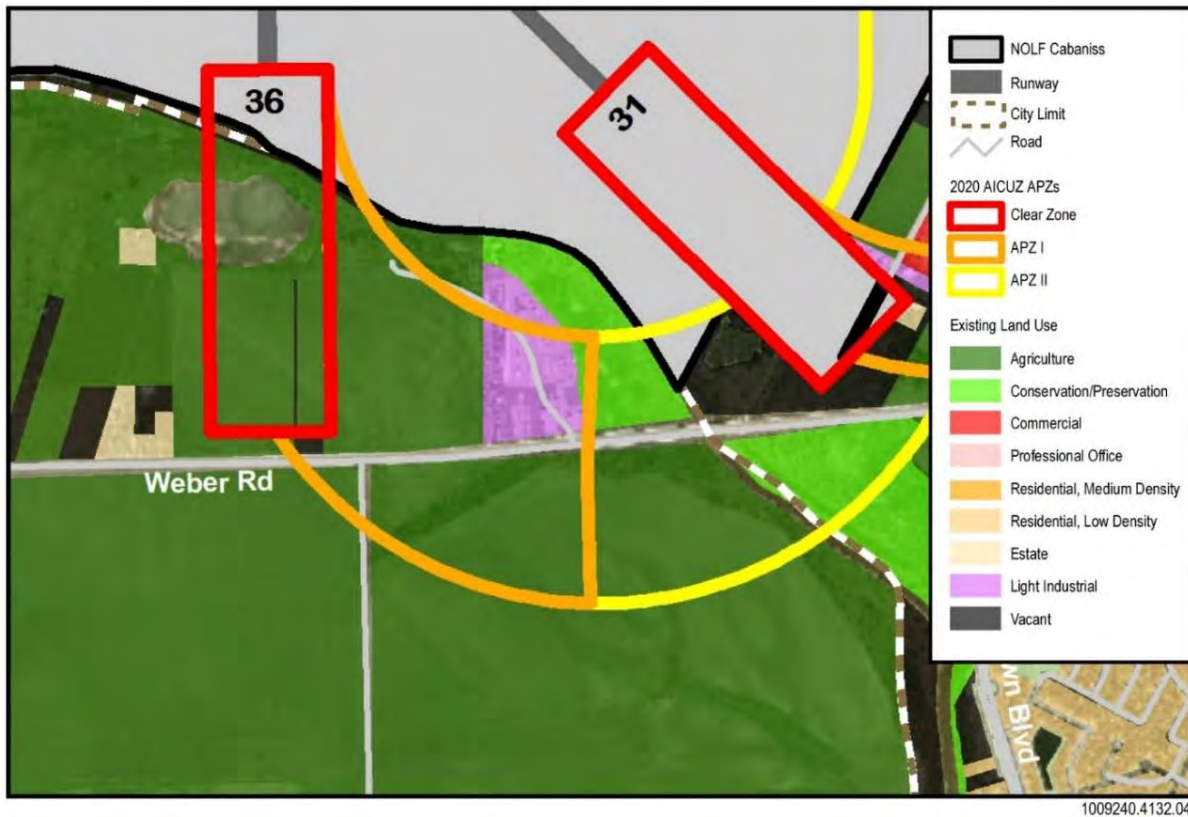 36
31
Weber Rd
wn Blvd
NOLF Cabaniss
Runway
City Limit
Road
2020 AICUZ APZs
Clear Zone
APZ I
APZ II
Existing Land Use
Agriculture
Conservation/Preservation
Commercial
Professional Office
Residential, Medium Density
Residential, Low Density
Estate
Light Industrial
Vacant
1009240.4132.04